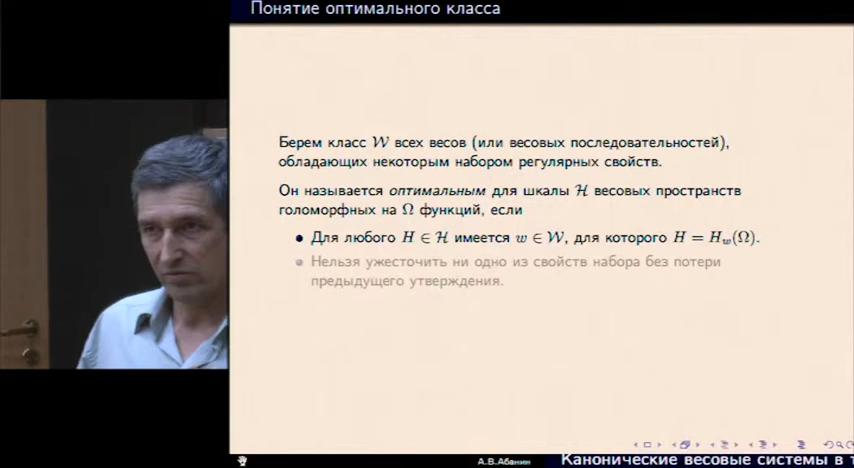 Понятие оптимального класса
Берем класс 𝒲 всех весов (или весовых последовательностей),
обладающих некоторым набором регулярных свойств.
Он называется оптимальным для шкалы ℋ весовых пространств
голоморфных на Ω функций, если
• Для любого H ∈ ℋ имеется w ∈ 𝒲, для которого H = H_w(Ω).
• Нельзя ужесточить ни одно из свойств набора без потери
предыдущего утверждения.
А.В.Абанин
Канонические весовые системы в